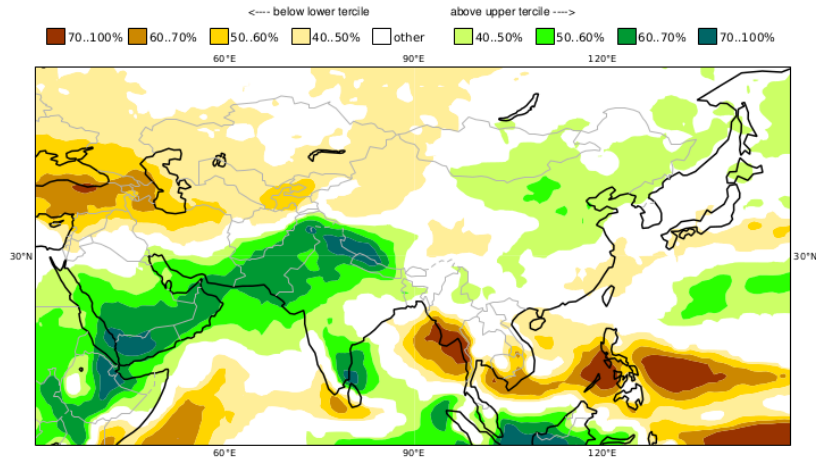 <---- below lower tercile above upper tercile ---->
70..100% 60..70% 50..60% 40..50% other 40..50% 50..60% 60..70% 70..100%
60°E 90°E 120°E
30°N 30°N
60°E 90°E 120°E